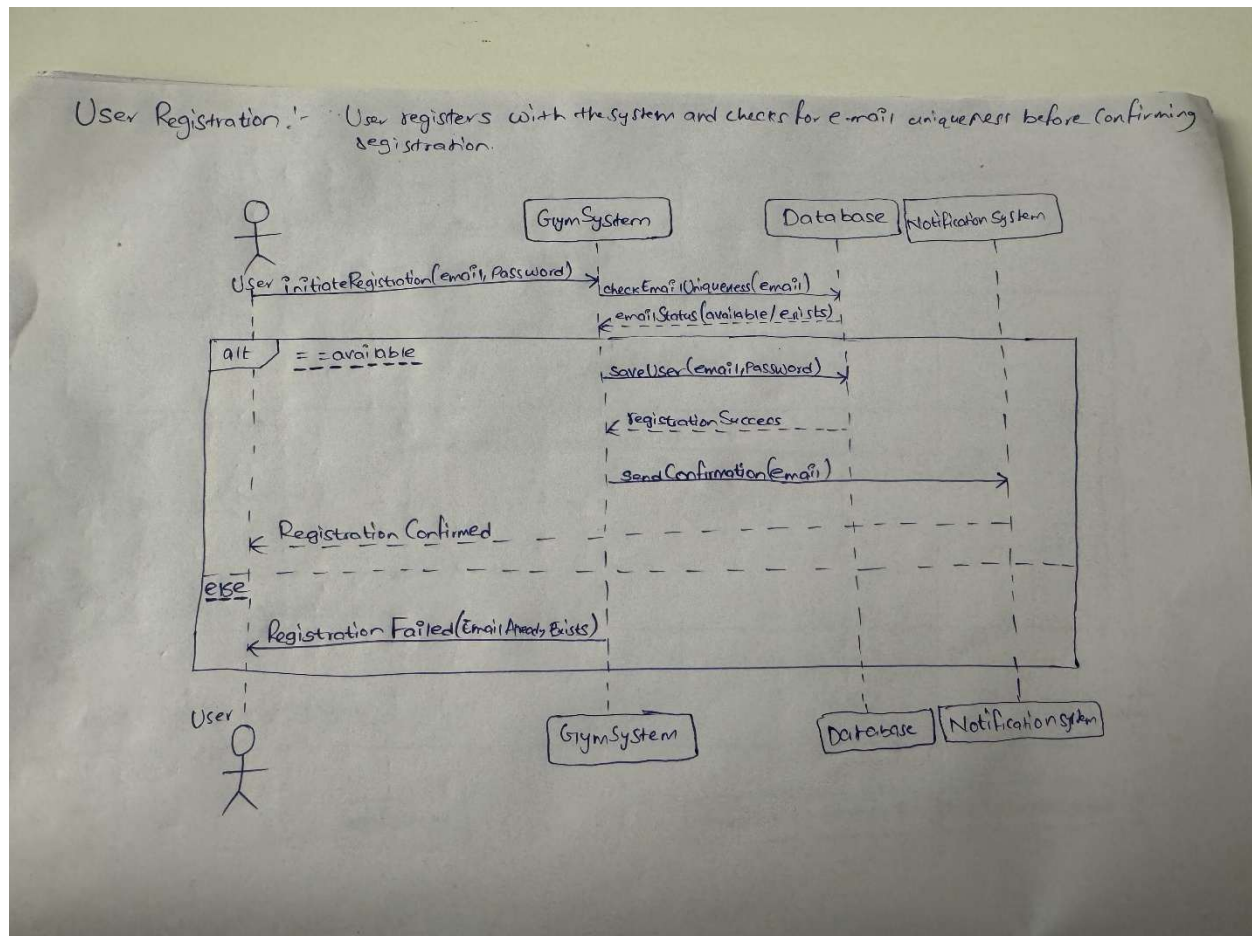 User Registration:- User registers with the system and checks for e-mail uniqueness before Confirming
registration.
GymSystem
Database
Notification System
User
initiateRegistration(email, Password)
checkEmailUniqueness(email)
emailStatus(available/exists)
alt
= =available
saveUser(email, Password)
registrationSuccess
sendConfirmation(email)
Registration Confirmed
else
Registration Failed(Email Already Exists)
User
GymSystem
Database
Notification System